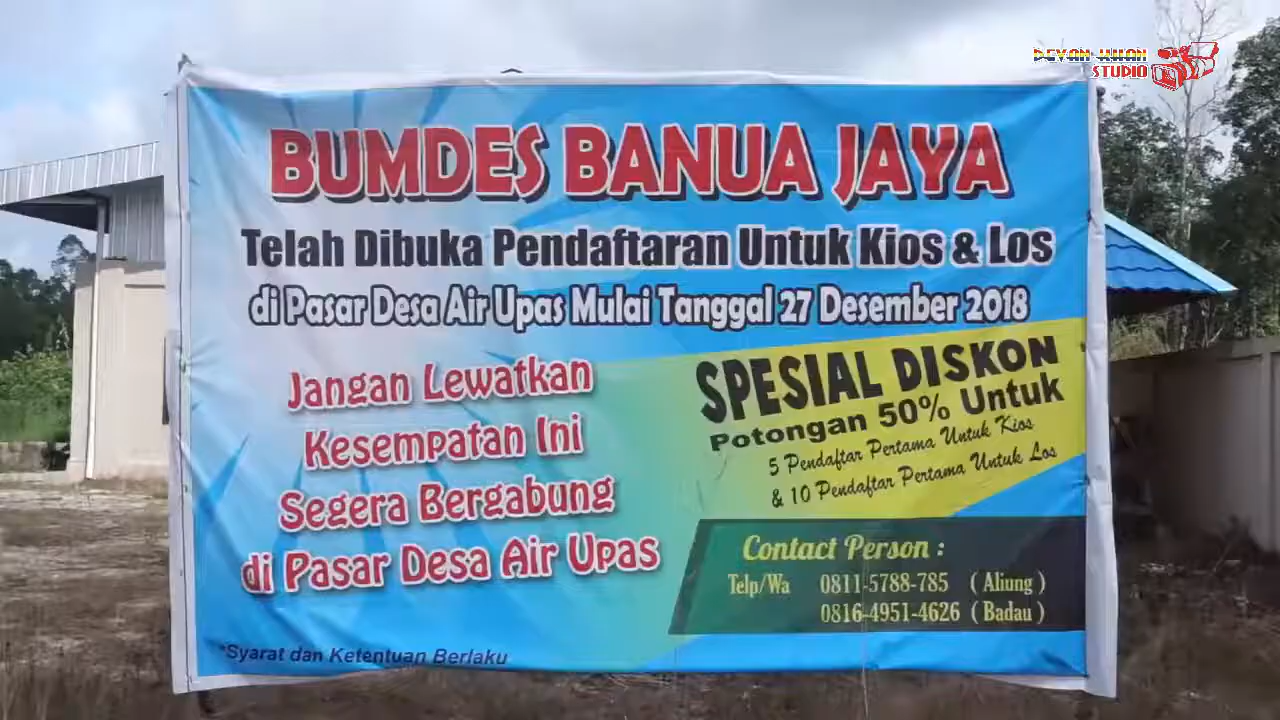 DEVAN KHAN
STUDIO
BUMDES BANUA JAYA
Telah Dibuka Pendaftaran Untuk Kios & Los
di Pasar Desa Air Upas Mulai Tanggal 27 Desember 2018
Jangan Lewatkan
Kesempatan Ini
Segera Bergabung
di Pasar Desa Air Upas
SPESIAL DISKON
Potongan 50% Untuk
5 Pendaftar Pertama Untuk Kios
& 10 Pendaftar Pertama Untuk Los
Contact Person :
Telp/Wa 0811-5788-785 ( Aliung )
0816-4951-4626 ( Badau )
*Syarat dan Ketentuan Berlaku